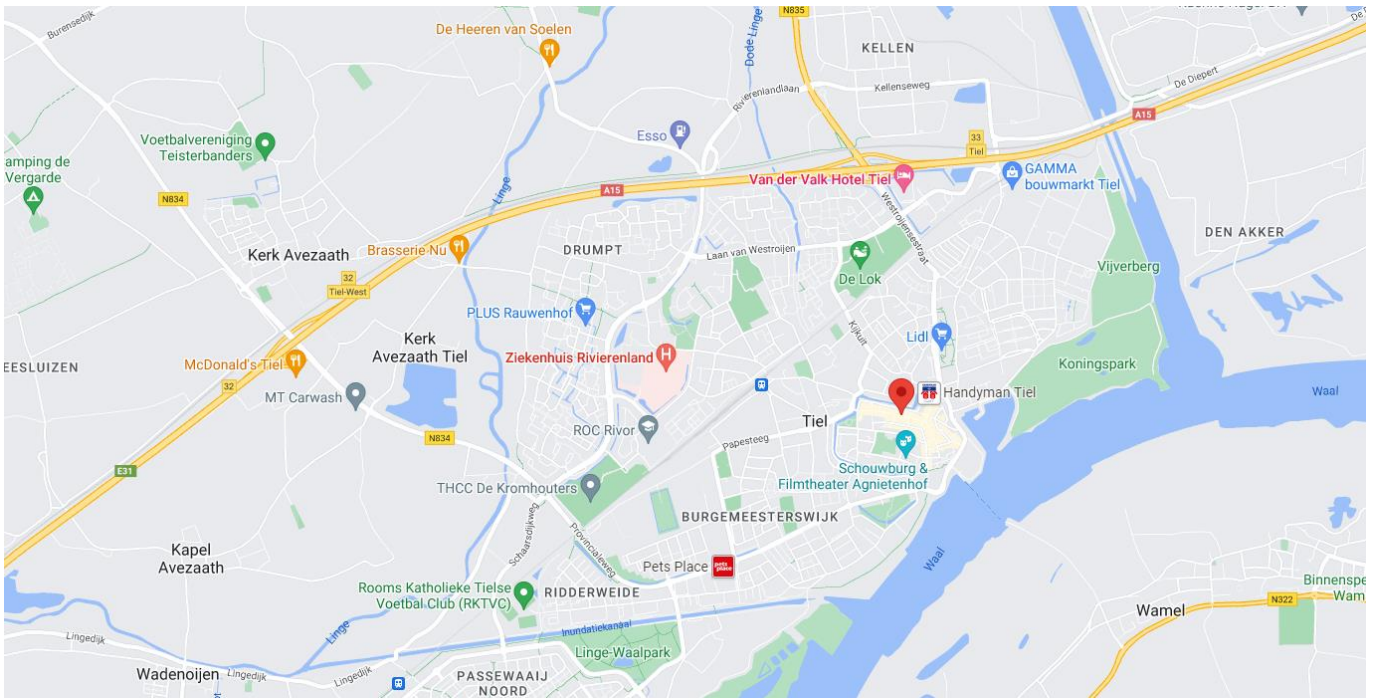 N835
De Heeren van Soelen
Burensedijk
Dode Linge
KELLEN
De Diepert
Rivierenlandlaan
Kellenseweg
A15
Voetbalvereniging
Teisterbanders
Esso
33
Tiel
amping de
Vergarde
Linge
A15
Van der Valk Hotel Tiel
GAMMA
bouwmarkt Tiel
N834
Westroijensestraat
DEN AKKER
Kerk Avezaath
Brasserie Nu
DRUMPT
Laan van Westroijen
De Lok
Vijverberg
32
Tiel-West
PLUS Rauwenhof
Kijkuit
Lidl
Kerk
Avezaath Tiel
Ziekenhuis Rivierenland
H
Koningspark
EESLUIZEN
McDonald's Tiel
32
MT Carwash
Handyman Tiel
Waal
N834
ROC Rivor
Tiel
Papesteeg
E31
Schouwburg &
Filmtheater Agnietenhof
THCC De Kromhouters
BURGEMEESTERSWIJK
Schaarsdijkweg
Provincialeweg
Kapel
Avezaath
Pets Place
pets
place
Waal
Rooms Katholieke Tielse
Voetbal Club (RKTVC)
RIDDERWEIDE
Binnenspe
Wam
N322
Wamel
Lingedijk
Linge
Inundatiekanaal
Linge-Waalpark
Wadenoijen
Lingedijk
Lingedijk
PASSEWAAIJ
NOORD